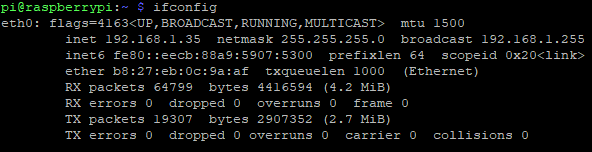 pi@raspberrypi:~ $ ifconfig
eth0: flags=4163<UP,BROADCAST,RUNNING,MULTICAST>  mtu 1500
        inet 192.168.1.35  netmask 255.255.255.0  broadcast 192.168.1.255
        inet6 fe80::eecb:88a9:5907:5300  prefixlen 64  scopeid 0x20<link>
        ether b8:27:eb:0c:9a:af  txqueuelen 1000  (Ethernet)
        RX packets 64799  bytes 4416594 (4.2 MiB)
        RX errors 0  dropped 0  overruns 0  frame 0
        TX packets 19307  bytes 2907352 (2.7 MiB)
        TX errors 0  dropped 0 overruns 0  carrier 0  collisions 0